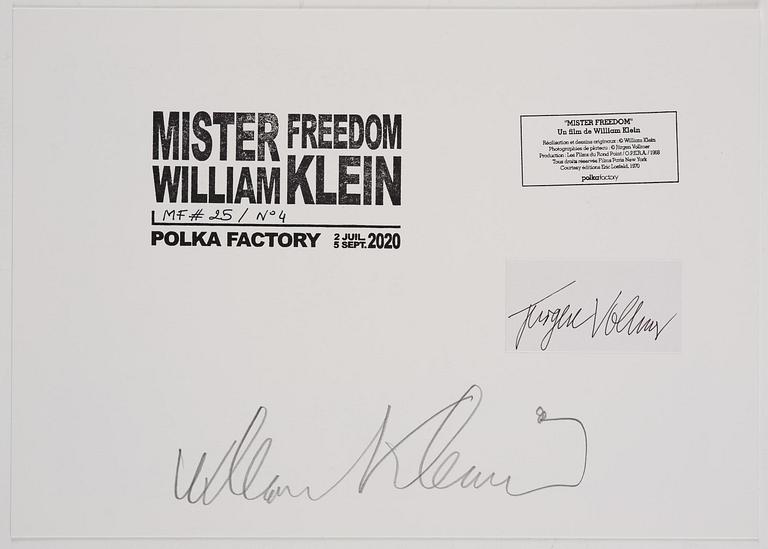 MISTER FREEDOM
WILLIAM KLEIN
MF # 25 / N° 4
POLKA FACTORY 2 JUIL. 5 SEPT. 2020
"MISTER FREEDOM"
Un film de William Klein
Réalisation et dessins originaux : © William Klein
Photographies de plateau : © Jürgen Vollmer
Production : Les Films du Rond Point / O.P.E.R.A. / 1968
Tous droits réservés Films Paris New York
Courtesy editions Eric Losfeld, 1970
polkafactory
Jürgen Vollmer
William Klein